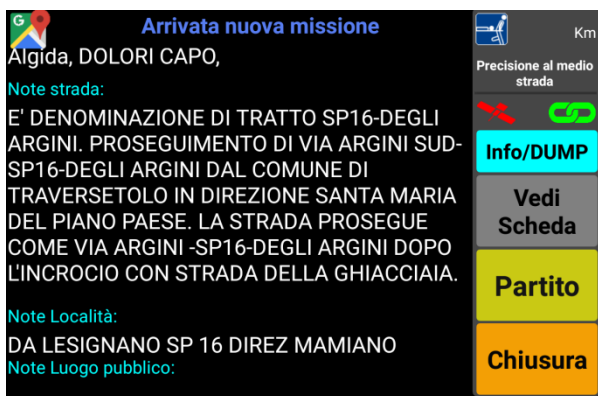 G
Arrivata nuova missione
Algida, DOLORI CAPO,
Note strada:
E' DENOMINAZIONE DI TRATTO SP16-DEGLI
ARGINI. PROSEGUIMENTO DI VIA ARGINI SUD-
SP16-DEGLI ARGINI DAL COMUNE DI
TRAVERSETOLO IN DIREZIONE SANTA MARIA
DEL PIANO PAESE. LA STRADA PROSEGUE
COME VIA ARGINI -SP16-DEGLI ARGINI DOPO
L'INCROCIO CON STRADA DELLA GHIACCIAIA.
Note Località:
DA LESIGNANO SP 16 DIREZ MAMIANO
Note Luogo pubblico:
Km
Precisione al medio
strada
Info/DUMP
Vedi
Scheda
Partito
Chiusura